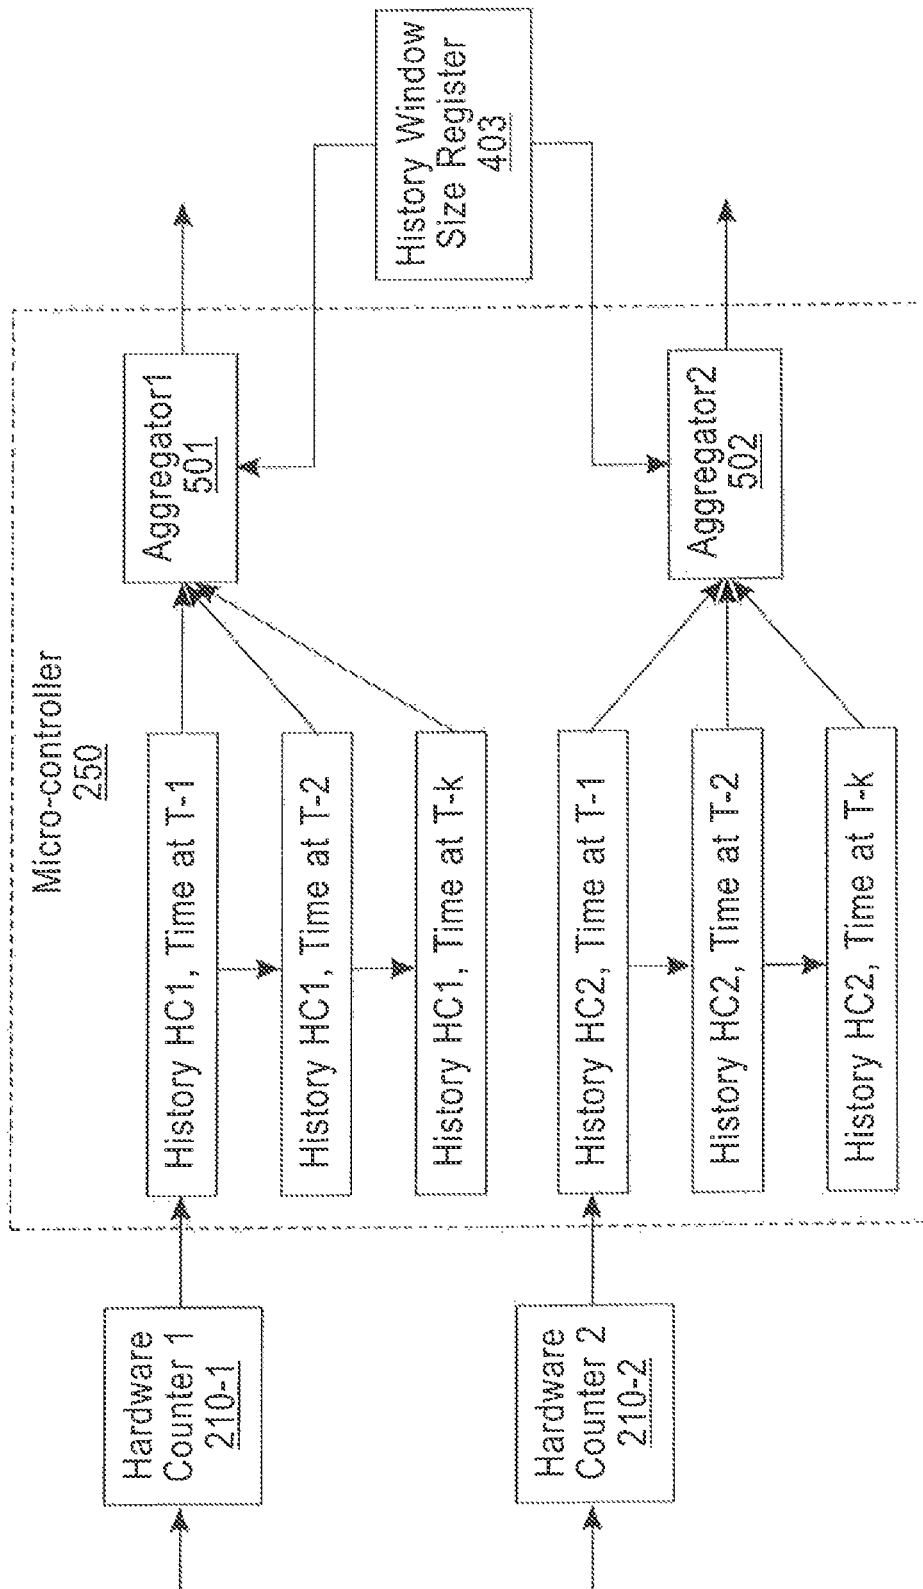 Micro-controller
250
Hardware
Counter 1
210-1
History HC1, Time at T-1
History HC1, Time at T-2
History HC1, Time at T-k
Aggregator1
501
History Window
Size Register
403
Hardware
Counter 2
210-2
History HC2, Time at T-1
History HC2, Time at T-2
History HC2, Time at T-k
Aggregator2
502